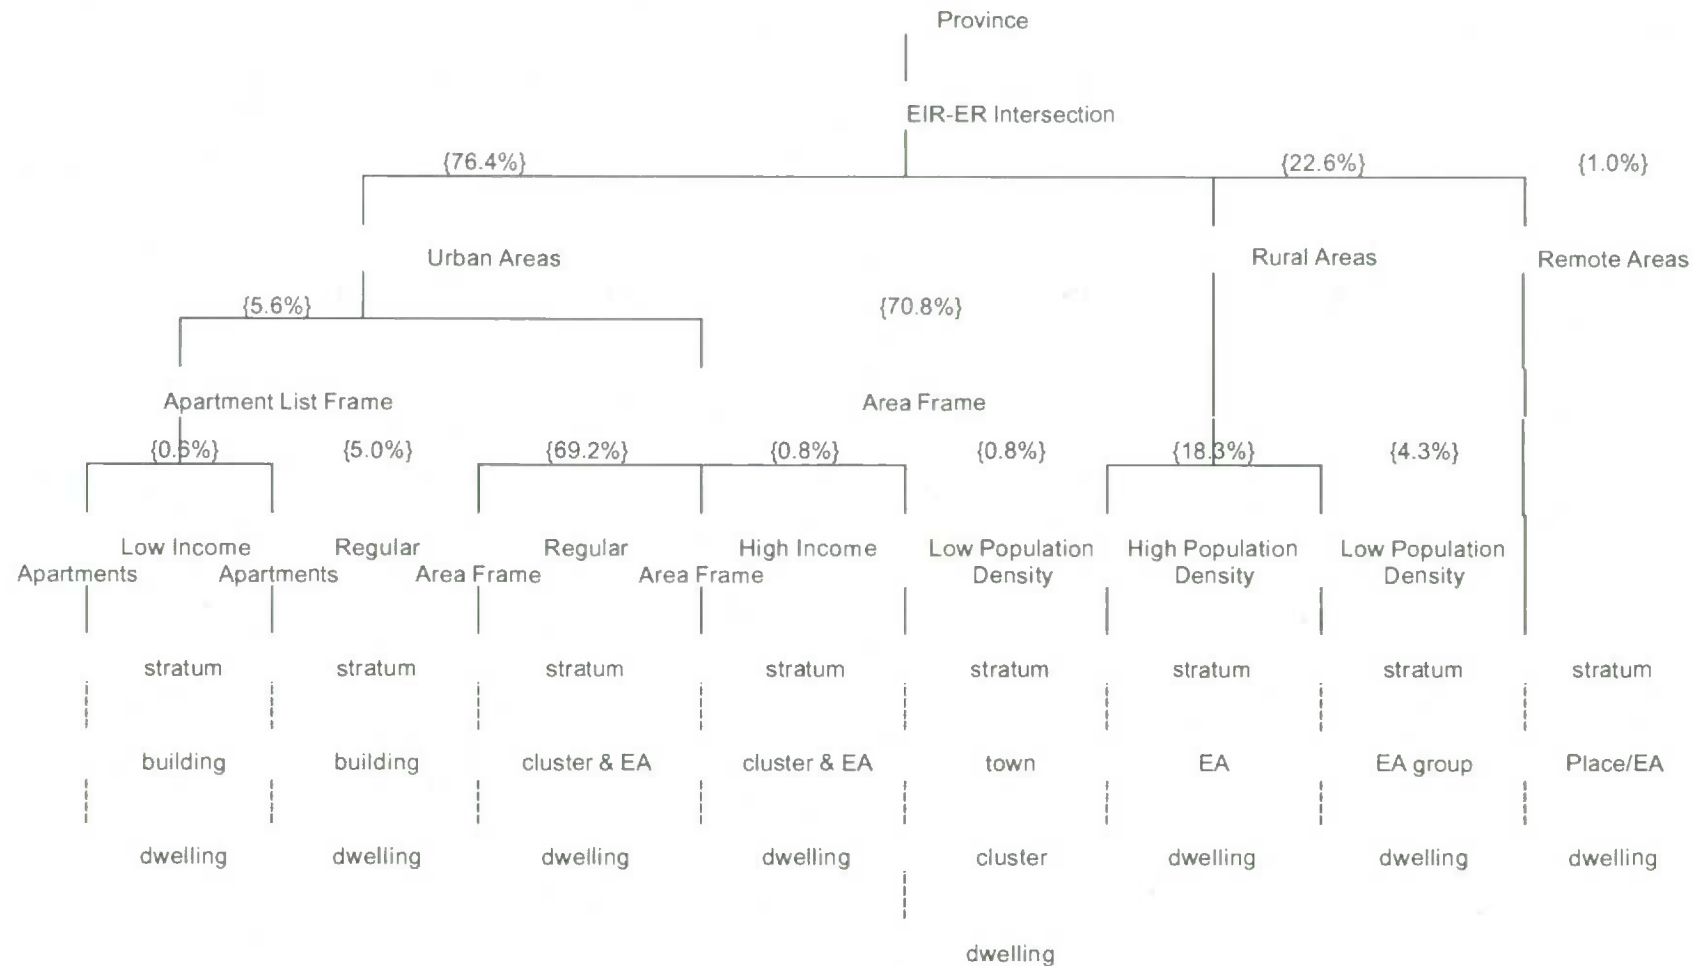 Province
EIR-ER Intersection
{76.4%} {22.6%} {1.0%}
Urban Areas Rural Areas Remote Areas
{5.6%} {70.8%}
Apartment List Frame Area Frame
{0.6%} {5.0%} {69.2%} {0.8%} {0.8%} {18.3%} {4.3%}
Low Income Regular Regular High Income Low Population High Population Low Population
Apartments Apartments Area Frame Area Frame Density Density Density
stratum stratum stratum stratum stratum stratum stratum stratum
building building cluster & EA cluster & EA town EA EA group Place/EA
dwelling dwelling dwelling dwelling cluster dwelling dwelling dwelling
dwelling